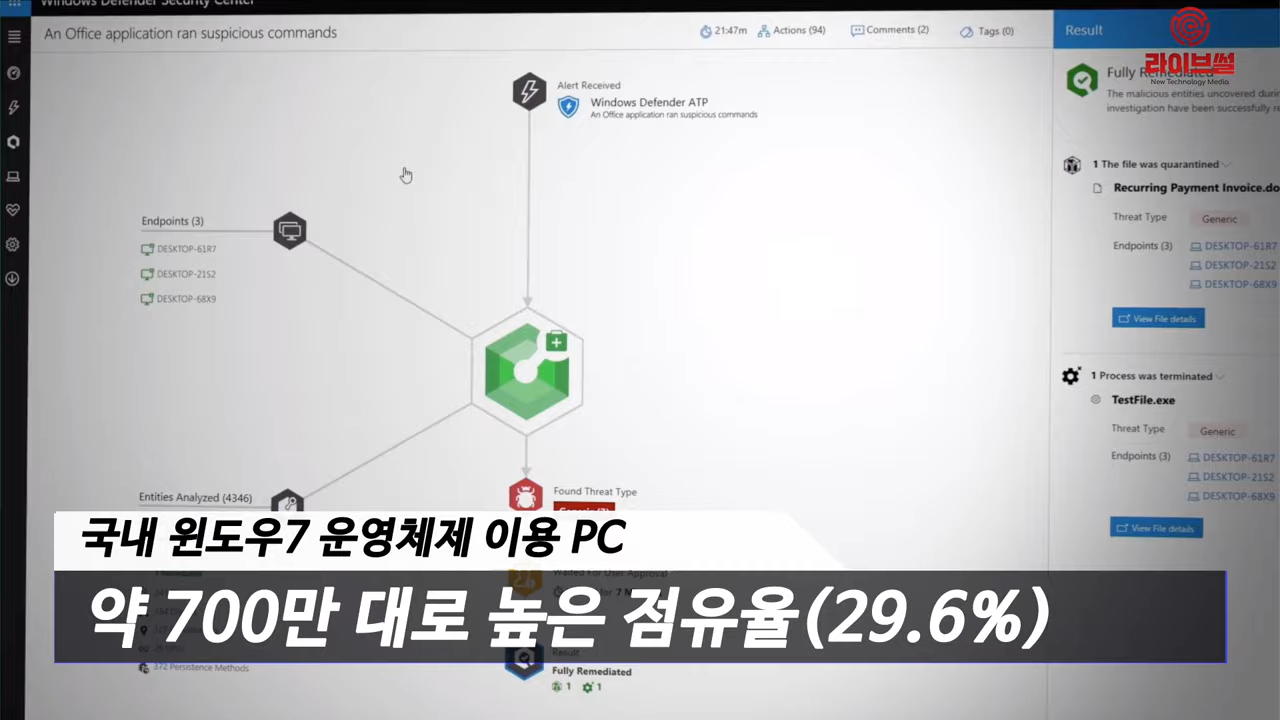 Windows Defender Security Center
An Office application ran suspicious commands
21:47m
Actions (94)
Comments (2)
Tags (0)
Result
라이브썰
New Technology Media
Alert Received
Windows Defender ATP
An Office application ran suspicious commands
Fully Remediated
The malicious entities uncovered
investigation have been successfully
1 The file was quarantined
Recurring Payment Invoice.do
Threat Type
Generic
Endpoints (3)
DESKTOP-61R7
DESKTOP-21S2
DESKTOP-68X9
View File details
Endpoints (3)
DESKTOP-61R7
DESKTOP-21S2
DESKTOP-68X9
1 Process was terminated
TestFile.exe
Threat Type
Generic
Endpoints (3)
DESKTOP-61R7
DESKTOP-21S2
DESKTOP-68X9
View File details
Entities Analyzed (4346)
Found Threat Type
국내 윈도우7 운영체제 이용 PC
Waited For User Approval
약 700만 대로 높은 점유율(29.6%)
372 Persistence Methods
Result
Fully Remediated
1
1